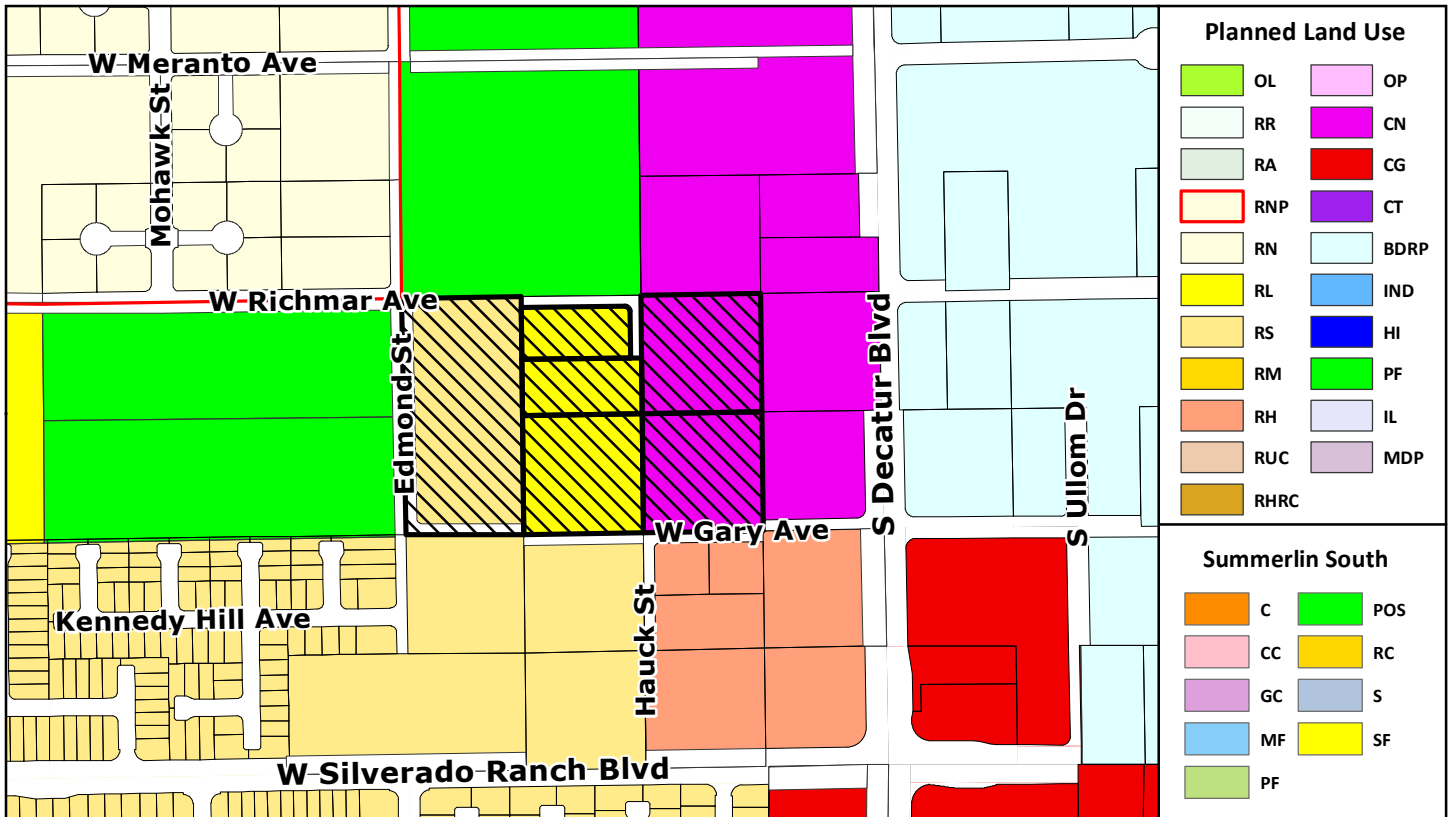 W Meranto Ave
Mohawk St
W Richmar Ave
Edmond St
S Decatur Blvd
S Ullom Dr
W Gary Ave
Kennedy Hill Ave
Hauck St
W Silverado Ranch Blvd
Planned Land Use
OL OP
RR CN
RA CG
RNP CT
RN BDRP
RL IND
RS HI
RM PF
RH IL
RUC MDP
RHRC
Summerlin South
C POS
CC RC
GC S
MF SF
PF